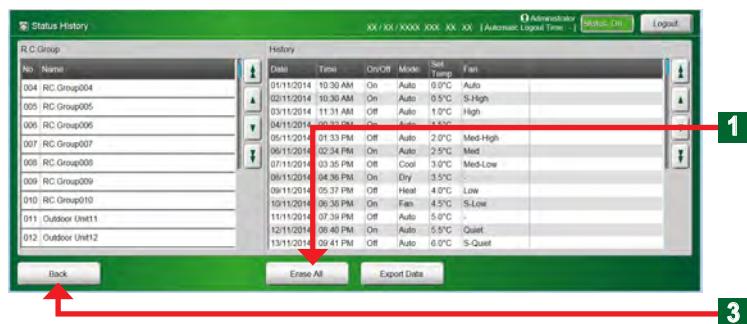 Status History
XX / XX / XXXX XXX XX : XX [ Automatic Logout Time : - ]
Administrator
Status: On
Logout
R.C.Group
No. Name
004 RC Group004
005 RC Group005
006 RC Group006
007 RC Group007
008 RC Group008
009 RC Group009
010 RC Group010
011 Outdoor Unit11
012 Outdoor Unit12
History
Date Time On/Off Mode Set Temp Fan
01/11/2014 10:30 AM On Auto 0.0°C Auto
02/11/2014 10:30 AM On Auto 0.5°C S-High
03/11/2014 11:31 AM Off Auto 1.0°C High
04/11/2014 00:32 PM On Auto 1.5°C -
05/11/2014 01:33 PM Off Auto 2.0°C Med-High
06/11/2014 02:34 PM On Auto 2.5°C Med
07/11/2014 03:35 PM Off Cool 3.0°C Med-Low
08/11/2014 04:36 PM On Dry 3.5°C -
09/11/2014 05:37 PM Off Heat 4.0°C Low
10/11/2014 06:38 PM On Fan 4.5°C S-Low
11/11/2014 07:39 PM Off Auto 5.0°C -
12/11/2014 08:40 PM On Auto 5.5°C Quiet
13/11/2014 09:41 PM Off Auto 6.0°C S-Quiet
Back
Erase All
Export Data
1
3